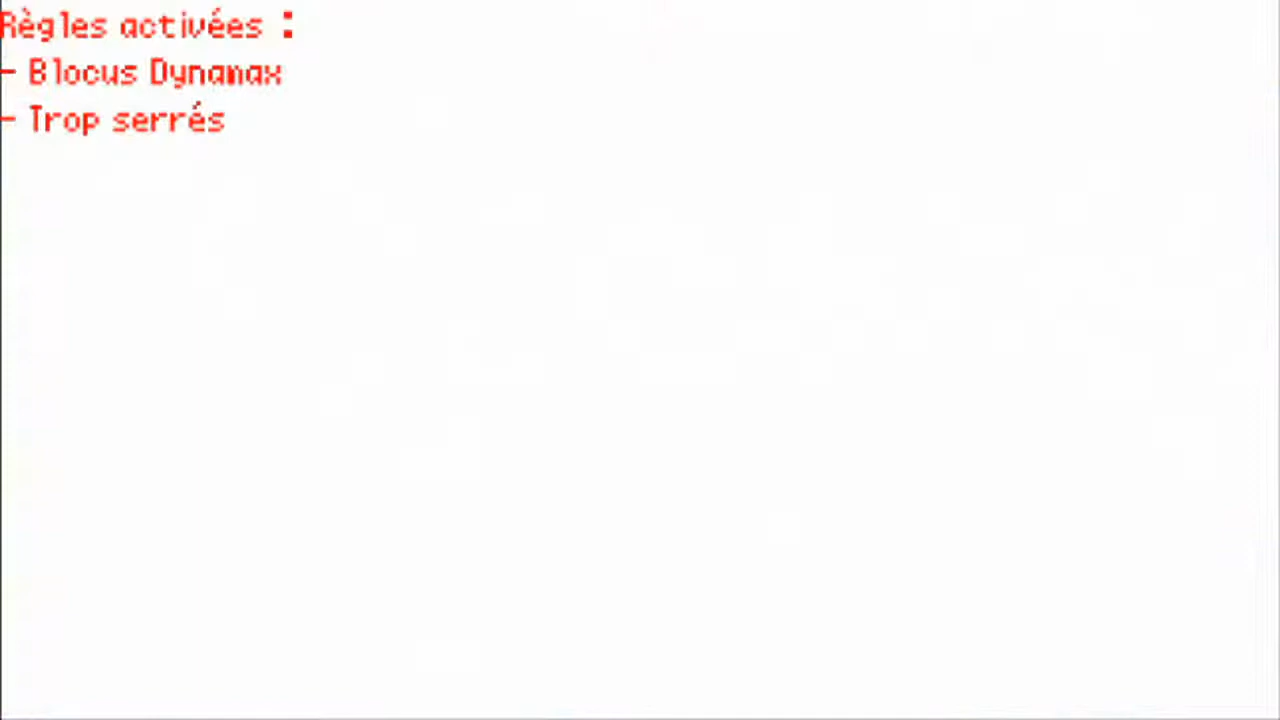 Règles activées :
- Blocus Dynamax
- Trop serrés